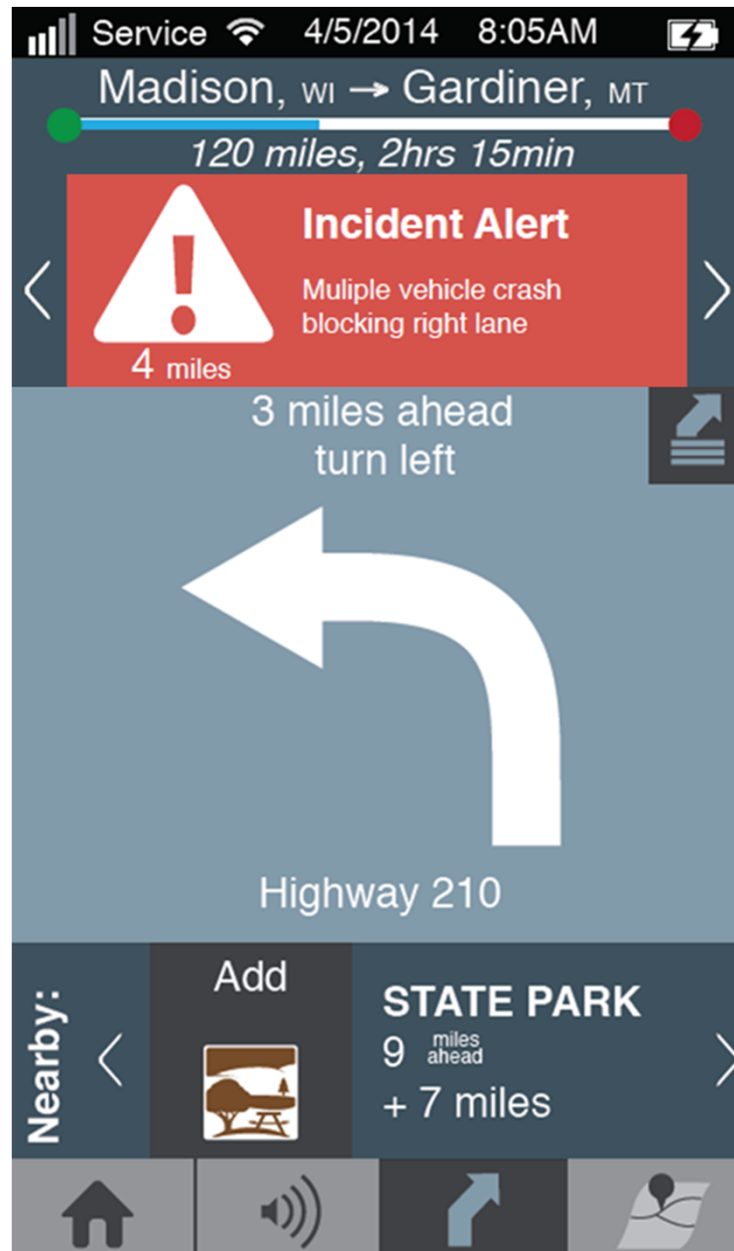 Service 4/5/2014 8:05AM
Madison, WI → Gardiner, MT
120 miles, 2hrs 15min
Incident Alert
Muliple vehicle crash
blocking right lane
4 miles
3 miles ahead
turn left
Highway 210
Nearby:
Add
STATE PARK
9 miles ahead
+ 7 miles